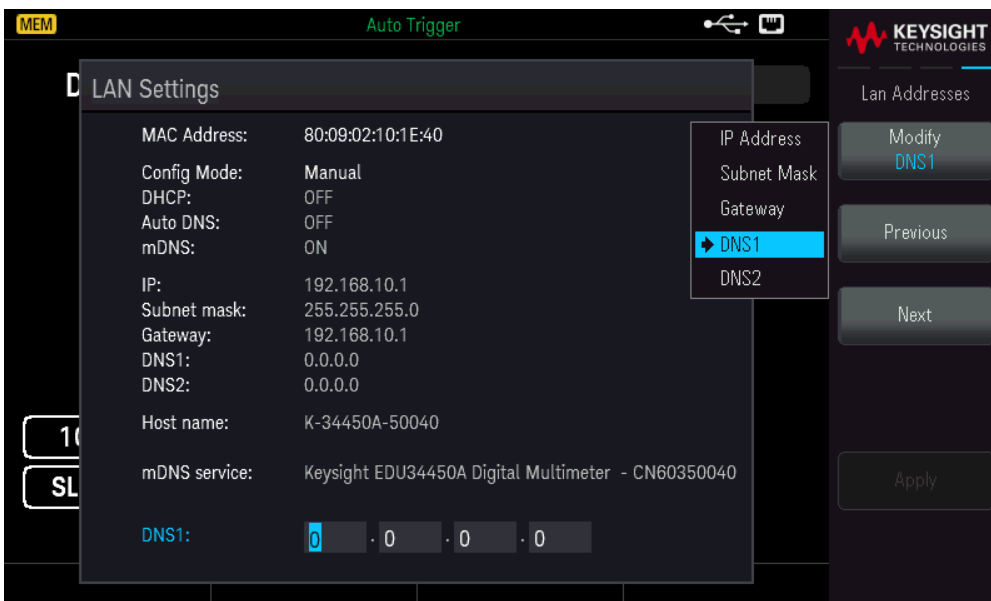 MEM
Auto Trigger
KEYSIGHT
TECHNOLOGIES
D
LAN Settings
Lan Addresses
MAC Address: 80:09:02:10:1E:40
Config Mode: Manual
DHCP: OFF
Auto DNS: OFF
mDNS: ON
IP: 192.168.10.1
Subnet mask: 255.255.255.0
Gateway: 192.168.10.1
DNS1: 0.0.0.0
DNS2: 0.0.0.0
Host name: K-34450A-50040
mDNS service: Keysight EDU34450A Digital Multimeter - CN60350040
DNS1: 0 . 0 . 0 . 0
IP Address
Subnet Mask
Gateway
DNS1
DNS2
Modify
DNS1
Previous
Next
Apply
SL